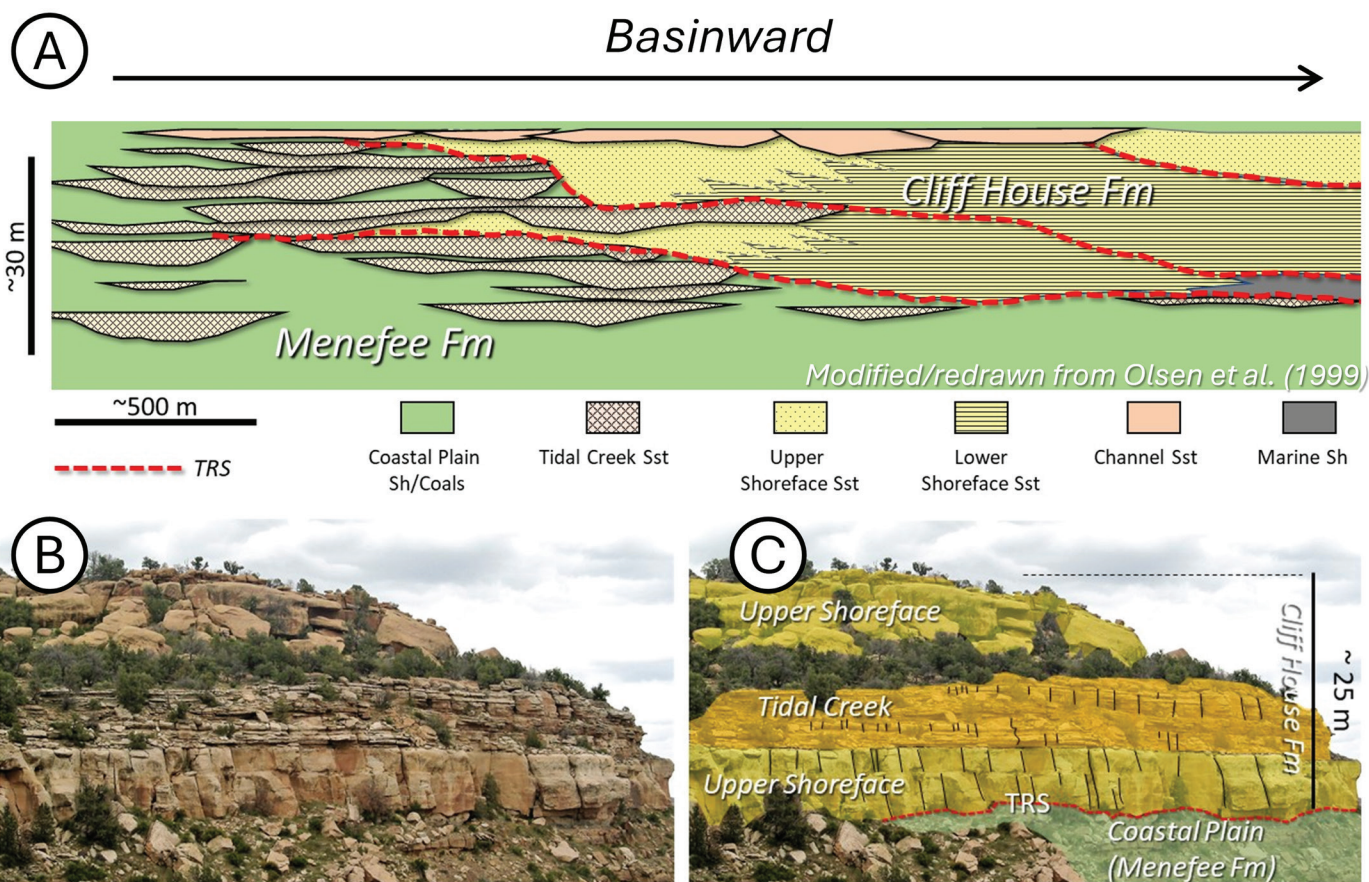 A
Basinward
~30 m
Cliff House Fm
Menefee Fm
Modified/redrawn from Olsen et al. (1999)
~500 m
TRS
Coastal Plain
Sh/Coals
Tidal Creek Sst
Upper
Shoreface Sst
Lower
Shoreface Sst
Channel Sst
Marine Sh
B
C
Upper Shoreface
Tidal Creek
Upper Shoreface
TRS
Coastal Plain
(Menefee Fm)
Cliff House Fm
~ 25 m